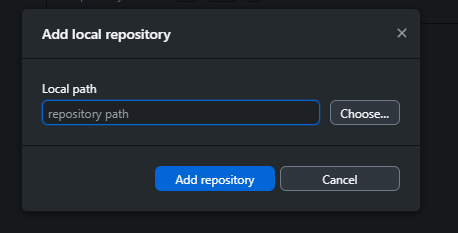 Add local repository
Local path
repository path
Choose...
Add repository
Cancel